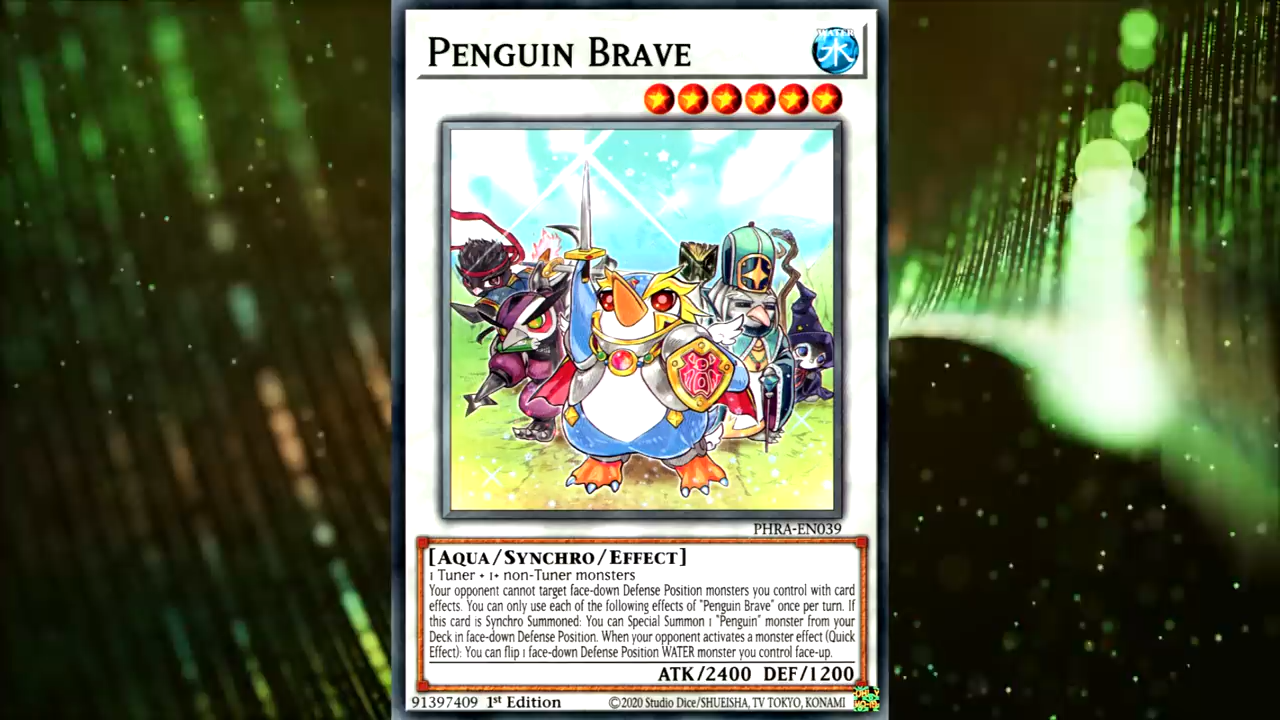 Penguin Brave
WATER
水
PHRA-EN039
[Aqua/Synchro/Effect]
1 Tuner + 1+ non-Tuner monsters
Your opponent cannot target face-down Defense Position monsters you control with card
effects. You can only use each of the following effects of "Penguin Brave" once per turn. If
this card is Synchro Summoned: You can Special Summon 1 "Penguin" monster from your
Deck in face-down Defense Position. When your opponent activates a monster effect (Quick
Effect): You can flip 1 face-down Defense Position WATER monster you control face-up.
ATK/2400 DEF/1200
91397409 1st Edition ©2020 Studio Dice/SHUEISHA, TV TOKYO, KONAMI